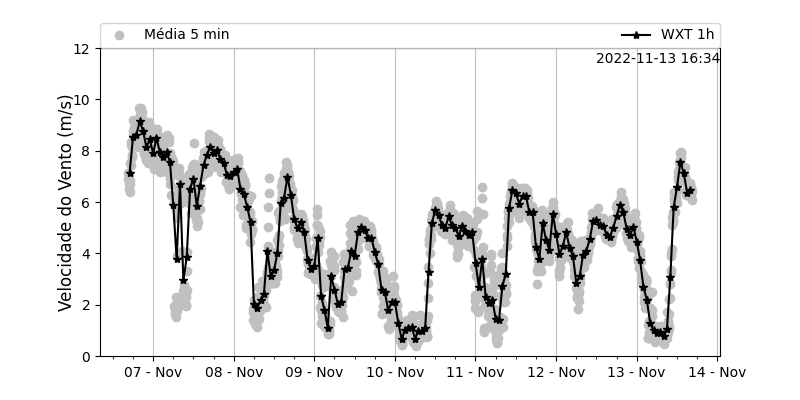 Média 5 min
WXT 1h
2022-11-13 16:34
Velocidade do Vento (m/s)
12
10
8
6
4
2
0
07 - Nov
08 - Nov
09 - Nov
10 - Nov
11 - Nov
12 - Nov
13 - Nov
14 - Nov